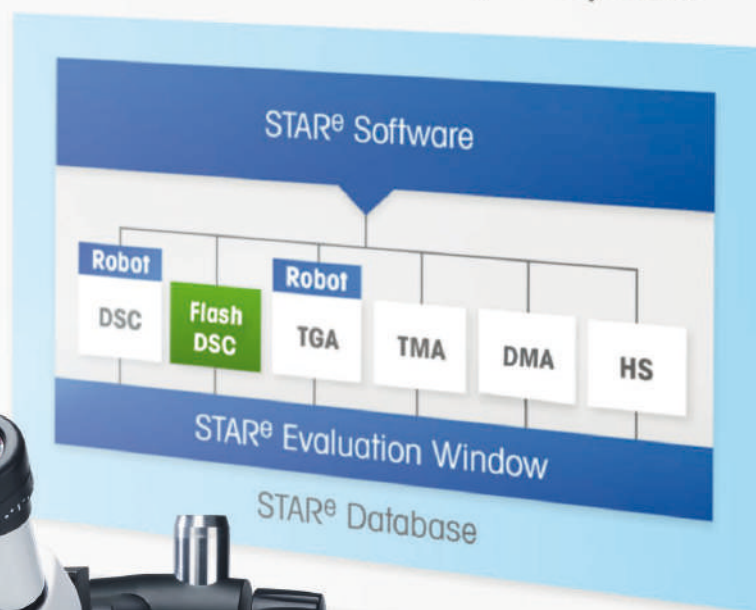 STARe Software
Robot
DSC
Flash
DSC
Robot
TGA
TMA
DMA
HS
STARe Evaluation Window
STARe Database